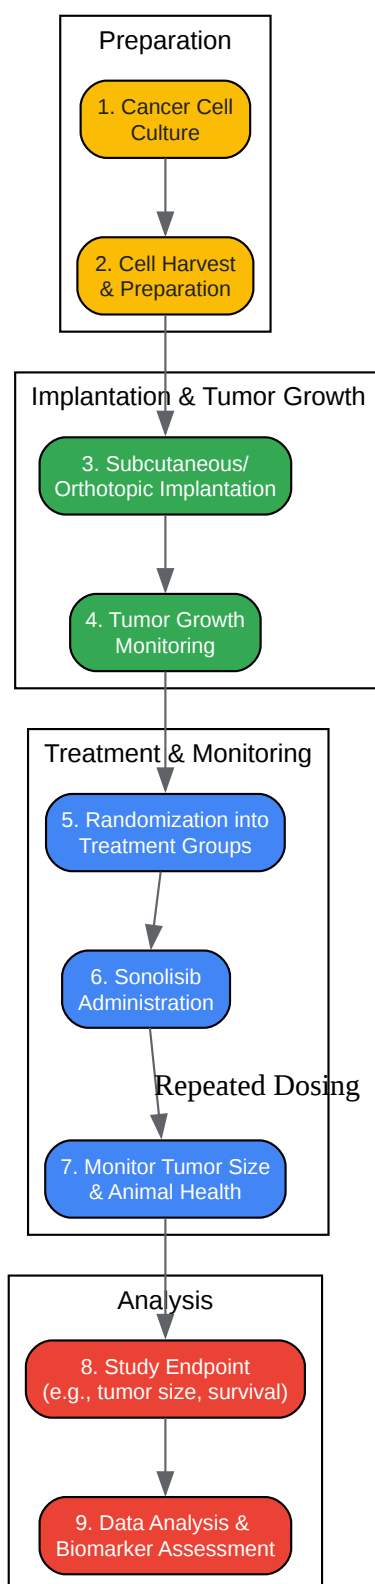 Preparation
1. Cancer Cell
Culture
2. Cell Harvest
& Preparation
Implantation & Tumor Growth
3. Subcutaneous/
Orthotopic Implantation
4. Tumor Growth
Monitoring
Treatment & Monitoring
5. Randomization into
Treatment Groups
6. Sonolisib
Administration
Repeated Dosing
7. Monitor Tumor Size
& Animal Health
Analysis
8. Study Endpoint
(e.g., tumor size, survival)
9. Data Analysis &
Biomarker Assessment